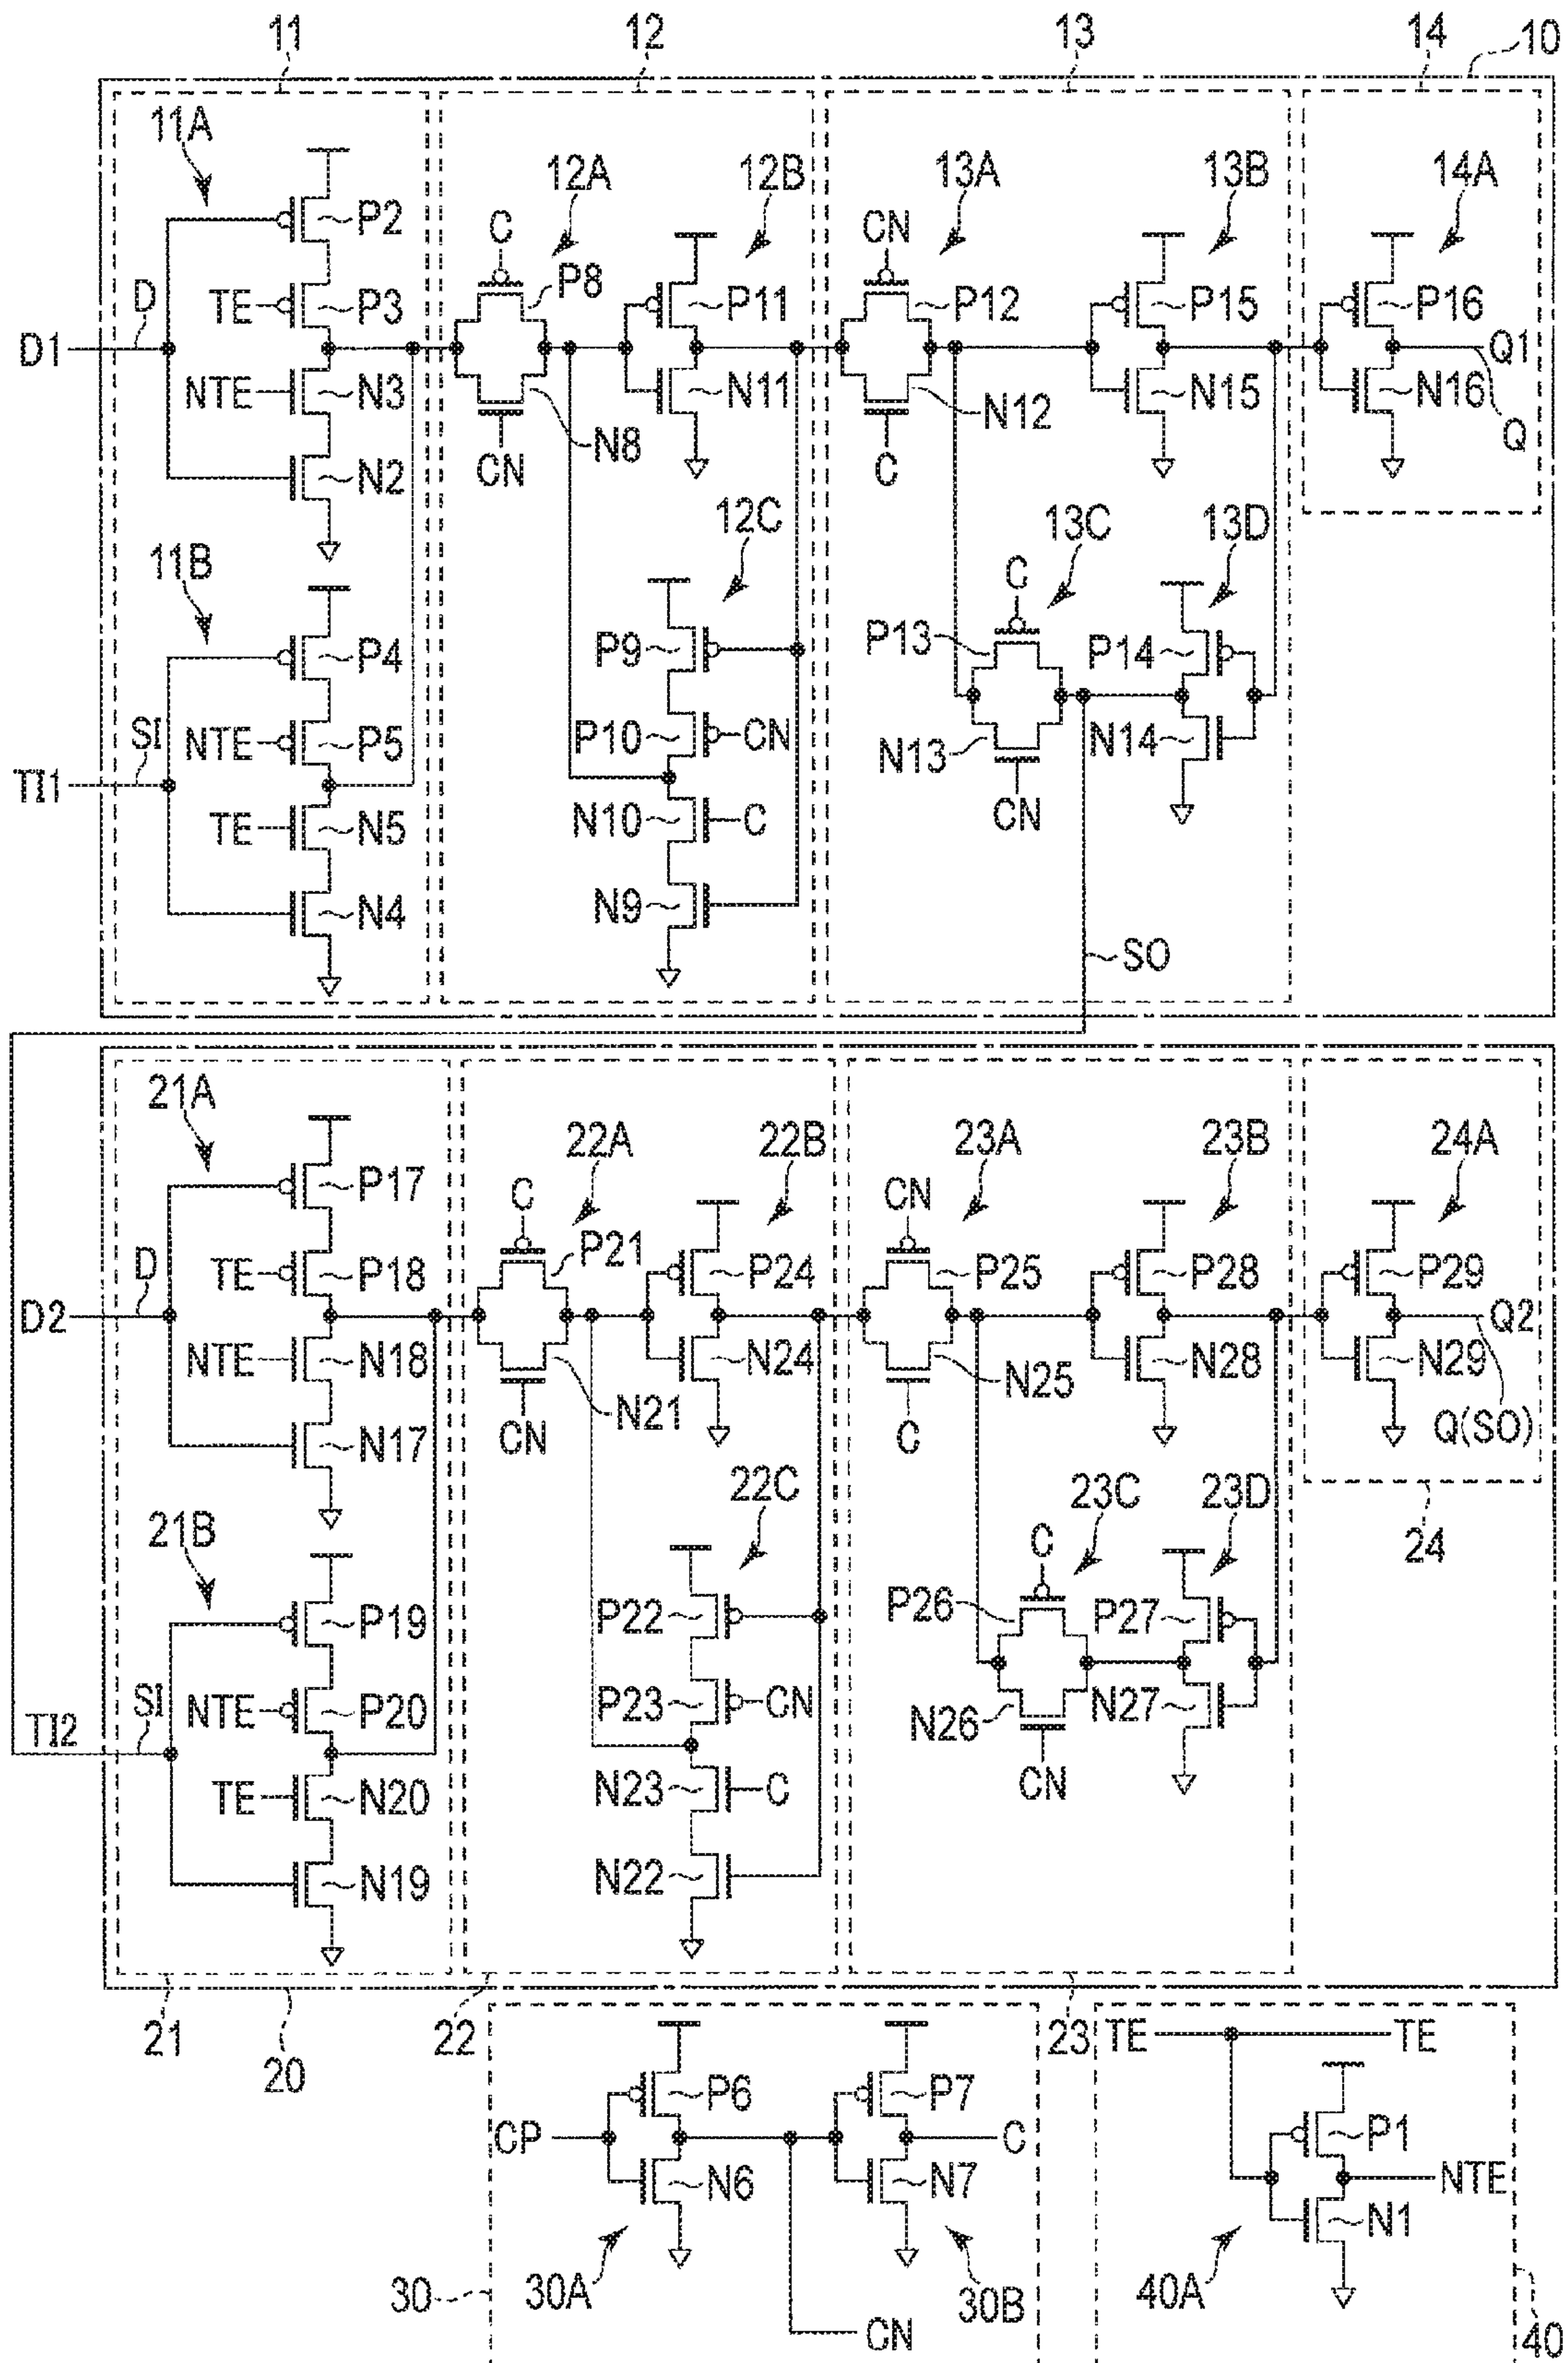 11
12
13
14
10
11A
P2
TE
P3
D
D1
NTE
N3
N2
11B
P4
SI
NTE
P5
TI1
TE
N5
N4
12A
C
P8
N8
CN
12B
P11
N11
12C
P9
P10
CN
N10
C
N9
13A
CN
P12
N12
C
13B
P15
N15
13C
C
P13
N13
CN
13D
P14
N14
SO
14A
P16
Q1
N16
Q
21A
P17
TE
P18
D
D2
NTE
N18
N17
21B
P19
SI
NTE
P20
TI2
TE
N20
N19
22A
C
P21
N21
CN
22B
P24
N24
22C
P22
P23
CN
N23
C
N22
23A
CN
P25
N25
C
23B
P28
N28
23C
C
P26
N26
CN
23D
P27
N27
24A
P29
Q2
N29
Q(SO)
24
21
20
22
23
CP
P6
N6
P7
C
N7
30
30A
30B
CN
TE
TE
P1
NTE
N1
40A
40